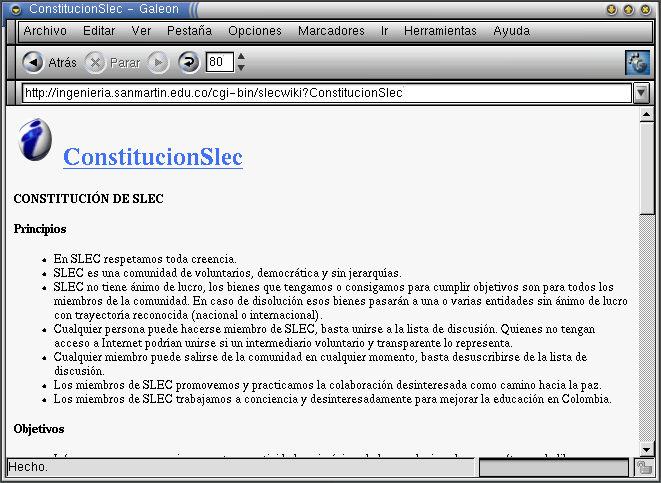 ConstitucionSlec - Galeon
Archivo Editar Ver Pestaña Opciones Marcadores Ir Herramientas Ayuda
Atrás Parar 80
http://ingenieria.sanmartin.edu.co/cgi-bin/slecwiki?ConstitucionSlec
ConstitucionSlec
CONSTITUCIÓN DE SLEC
Principios
En SLEC respetamos toda creencia.
SLEC es una comunidad de voluntarios, democrática y sin jerarquías.
SLEC no tiene ánimo de lucro, los bienes que tengamos o consigamos para cumplir objetivos son para todos los
miembros de la comunidad. En caso de disolución esos bienes pasarán a una o varias entidades sin ánimo de lucro
con trayectoría reconocida (nacional o internacional).
Cualquier persona puede hacerse miembro de SLEC, basta unirse a la lista de discusión. Quienes no tengan
acceso a Internet podrían unirse si un intermediario voluntario y transparente lo representa.
Cualquier miembro puede salirse de la comunidad en cualquier momento, basta desuscribirse de la lista de
discusión.
Los miembros de SLEC promovemos y practicamos la colaboración desinteresada como camino hacia la paz.
Los miembros de SLEC trabajamos a conciencia y desinteresadamente para mejorar la educación en Colombia.
Objetivos
Hecho.